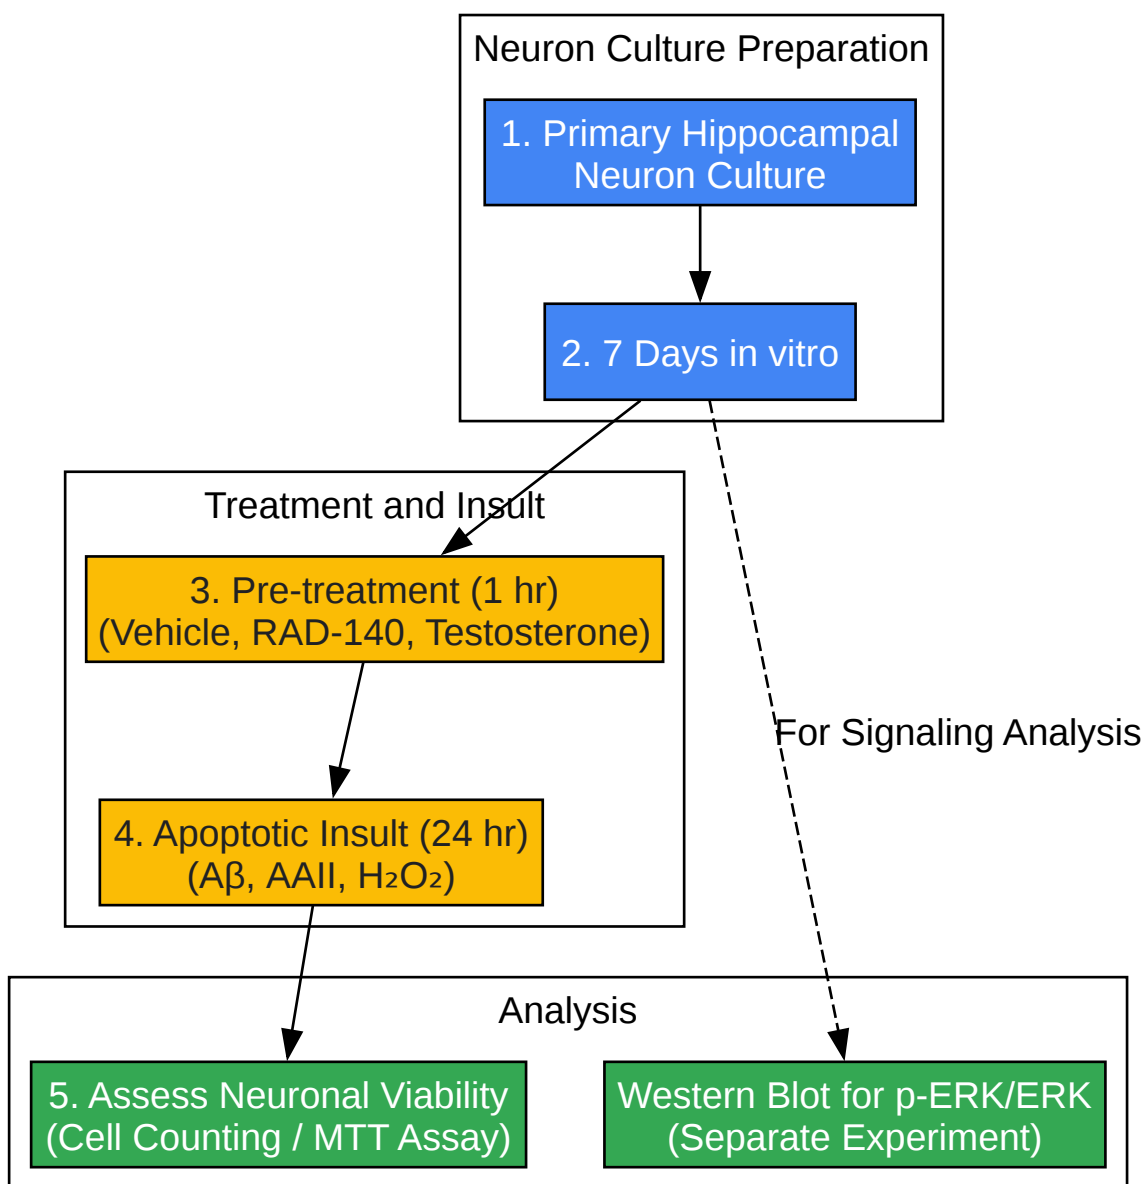 Neuron Culture Preparation
1. Primary Hippocampal
Neuron Culture
2. 7 Days in vitro
Treatment and Insult
3. Pre-treatment (1 hr)
(Vehicle, RAD-140, Testosterone)
For Signaling Analysis
4. Apoptotic Insult (24 hr)
(Aβ, AAII, H₂O₂)
Analysis
5. Assess Neuronal Viability
(Cell Counting / MTT Assay)
Western Blot for p-ERK/ERK
(Separate Experiment)